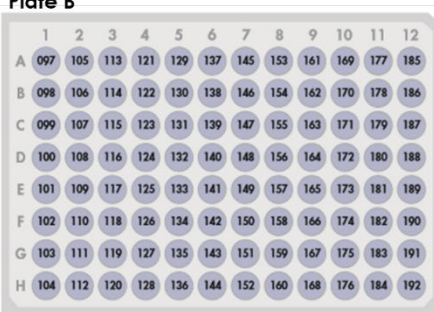 Plate B
1 2 3 4 5 6 7 8 9 10 11 12
A 097 105 113 121 129 137 145 153 161 169 177 185
B 098 106 114 122 130 138 146 154 162 170 178 186
C 099 107 115 123 131 139 147 155 163 171 179 187
D 100 108 116 124 132 140 148 156 164 172 180 188
E 101 109 117 125 133 141 149 157 165 173 181 189
F 102 110 118 126 134 142 150 158 166 174 182 190
G 103 111 119 127 135 143 151 159 167 175 183 191
H 104 112 120 128 136 144 152 160 168 176 184 192